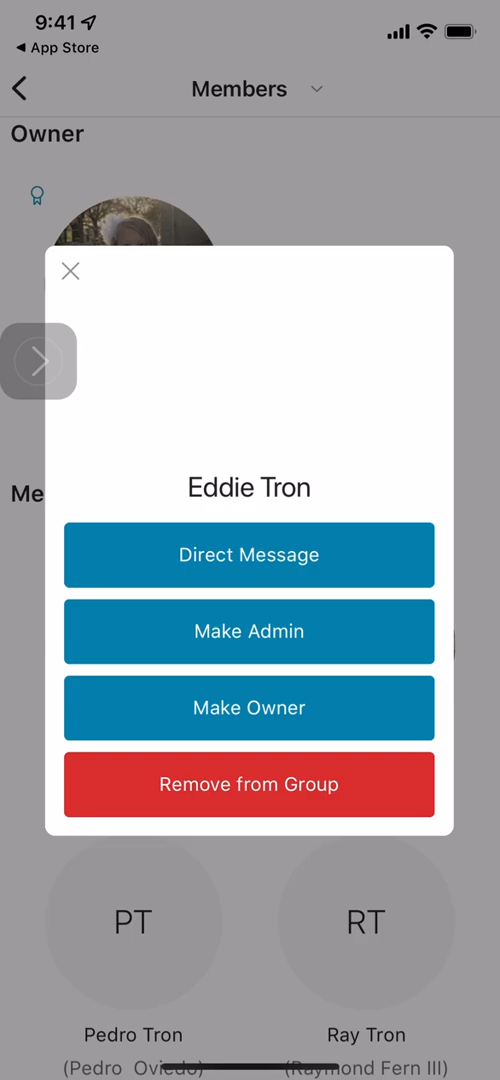 9:41
◀ App Store
Members
Owner
Me
Eddie Tron
Direct Message
Make Admin
Make Owner
Remove from Group
PT
RT
Pedro Tron
Ray Tron
(Pedro Oviedo)
(Raymond Fern III)